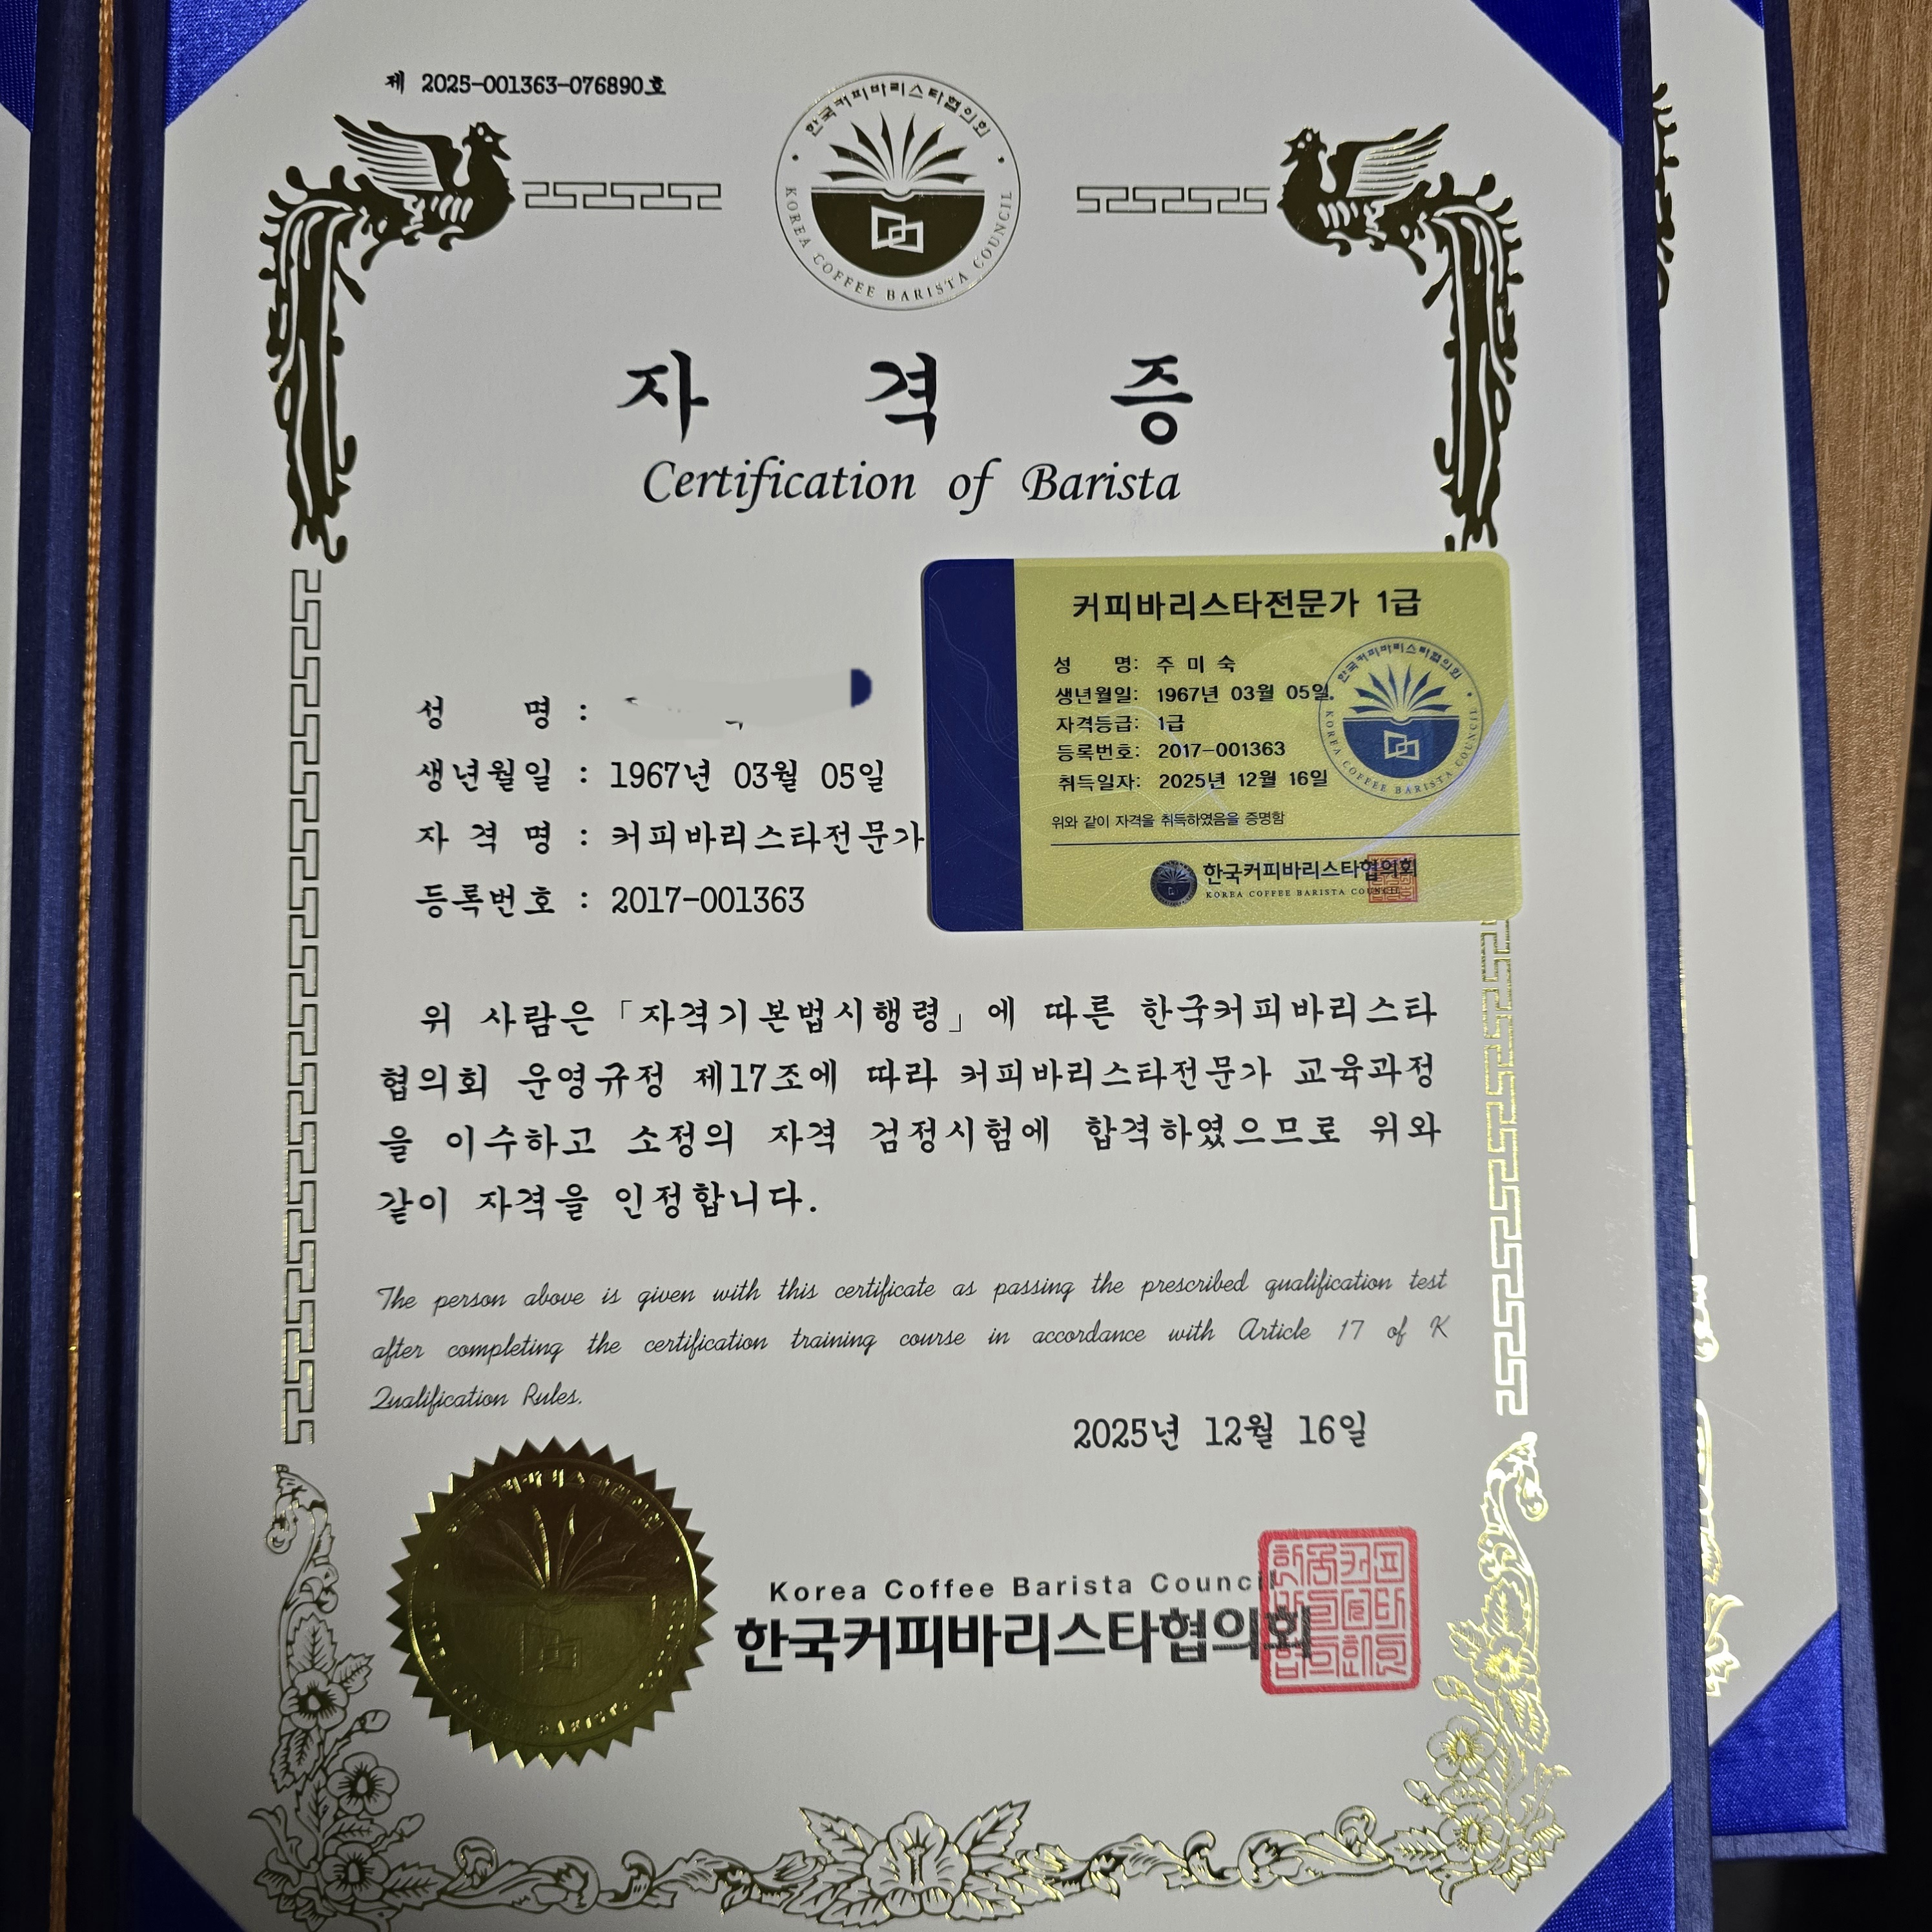 제 2025-001363-076890호
한국커피바리스타협의회
KOREA COFFEE BARISTA COUNCIL
자 격 증
Certification of Barista
성 명 :
생년월일 : 1967년 03월 05일
자 격 명 : 커피바리스타전문가
등록번호 : 2017-001363
커피바리스타전문가 1급
성 명: 주 미 숙
생년월일: 1967년 03월 05일
자격등급: 1급
등록번호: 2017-001363
취득일자: 2025년 12월 16일
한국커피바리스타협의회
KOREA COFFEE BARISTA COUNCIL
위와 같이 자격을 취득하였음을 증명함
한국커피바리스타협의회
KOREA COFFEE BARISTA COUNCIL
위 사람은 「자격기본법시행령」에 따른 한국커피바리스타
협의회 운영규정 제17조에 따라 커피바리스타전문가 교육과정
을 이수하고 소정의 자격 검정시험에 합격하였으므로 위와
같이 자격을 인정합니다.
The person above is given with this certificate as passing the prescribed qualification test
after completing the certification training course in accordance with Article 17 of K
Qualification Rules.
2025년 12월 16일
Korea Coffee Barista Council
한국커피바리스타협의회